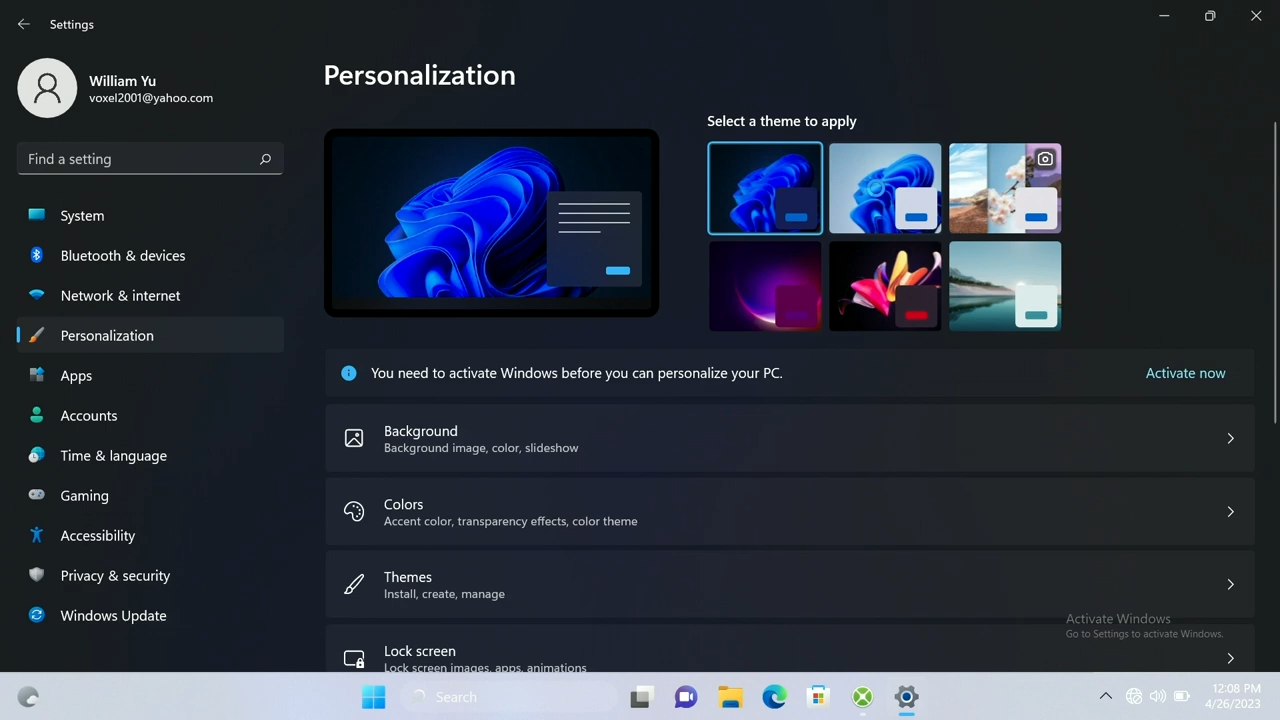 Settings
William Yu
voxel2001@yahoo.com
Find a setting
System
Bluetooth & devices
Network & internet
Personalization
Apps
Accounts
Time & language
Gaming
Accessibility
Privacy & security
Windows Update
Personalization
Select a theme to apply
You need to activate Windows before you can personalize your PC.
Activate now
Background
Background image, color, slideshow
Colors
Accent color, transparency effects, color theme
Themes
Install, create, manage
Lock screen
Lock screen images, apps, animations
Activate Windows
Go to Settings to activate Windows.
Search
12:08 PM
4/26/2023